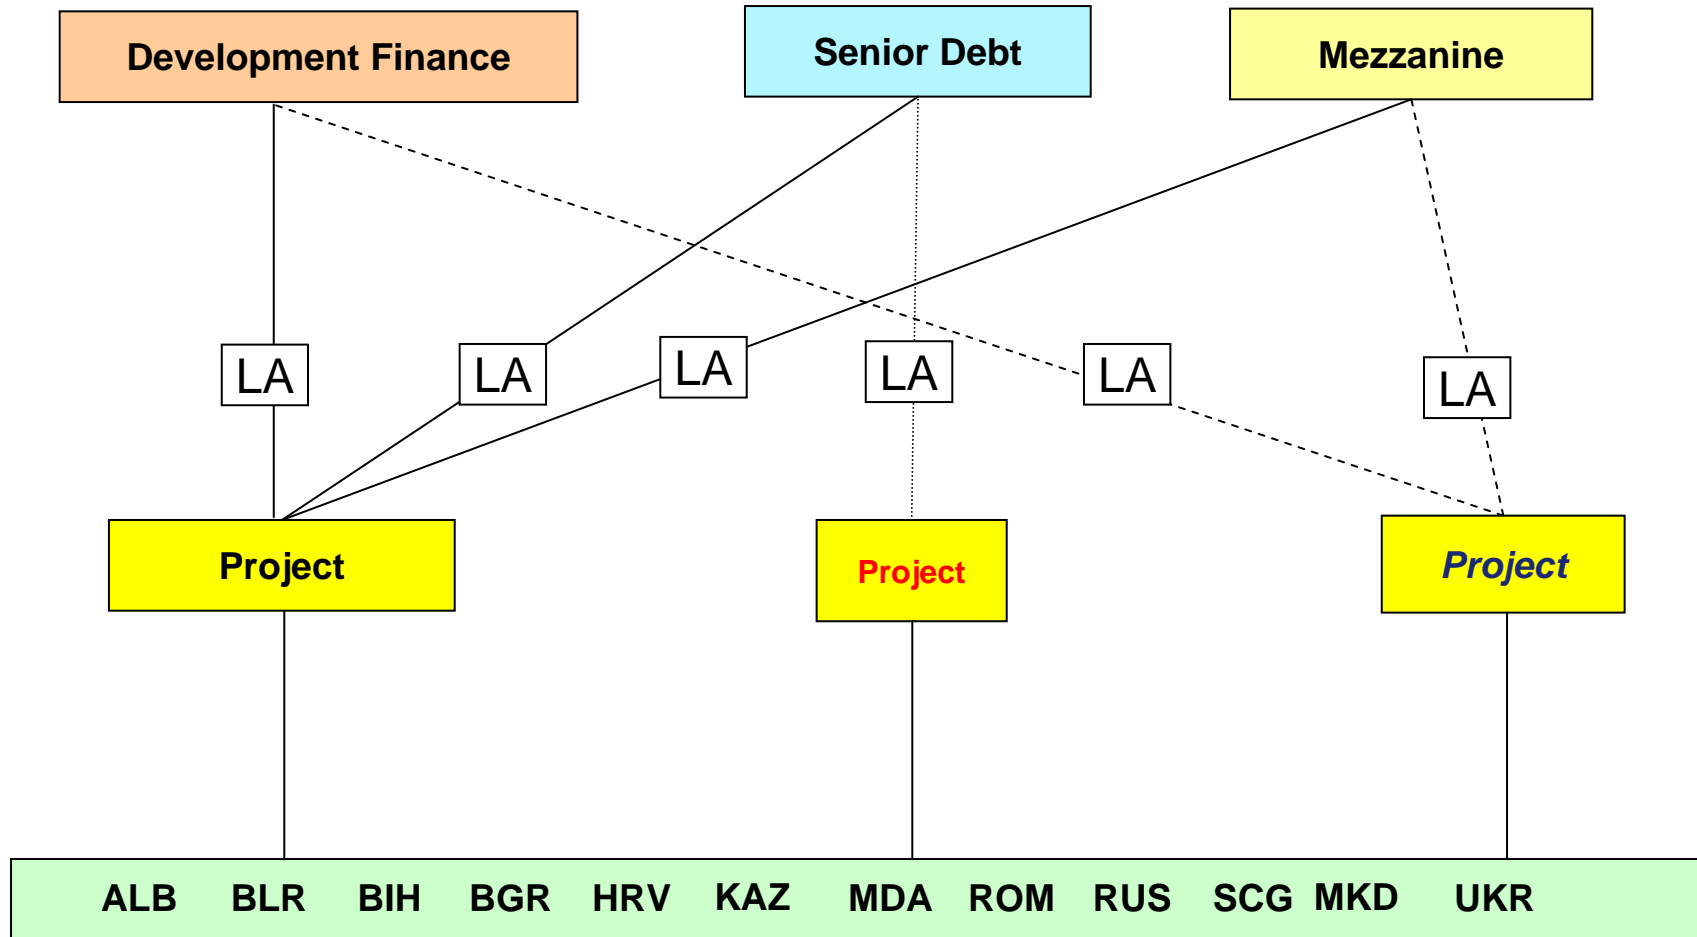 Development Finance
Senior Debt
Mezzanine
LA
LA
LA
LA
LA
LA
Project
Project
Project
ALB BLR BIH BGR HRV KAZ MDA ROM RUS SCG MKD UKR